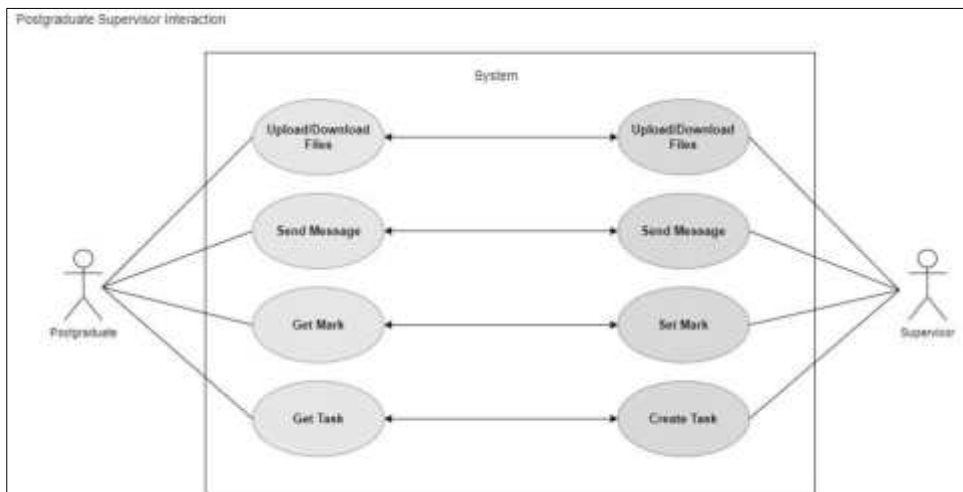 Postgraduate Supervisor Interaction
System
Upload/Download
Files
Upload/Download
Files
Send Message
Send Message
Postgraduate
Supervisor
Get Mark
Set Mark
Get Task
Create Task